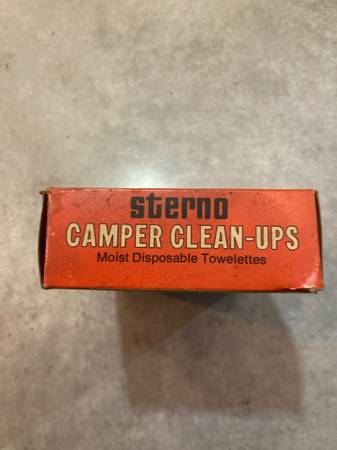 sterno
CAMPER CLEAN-UPS
Moist Disposable Towelettes